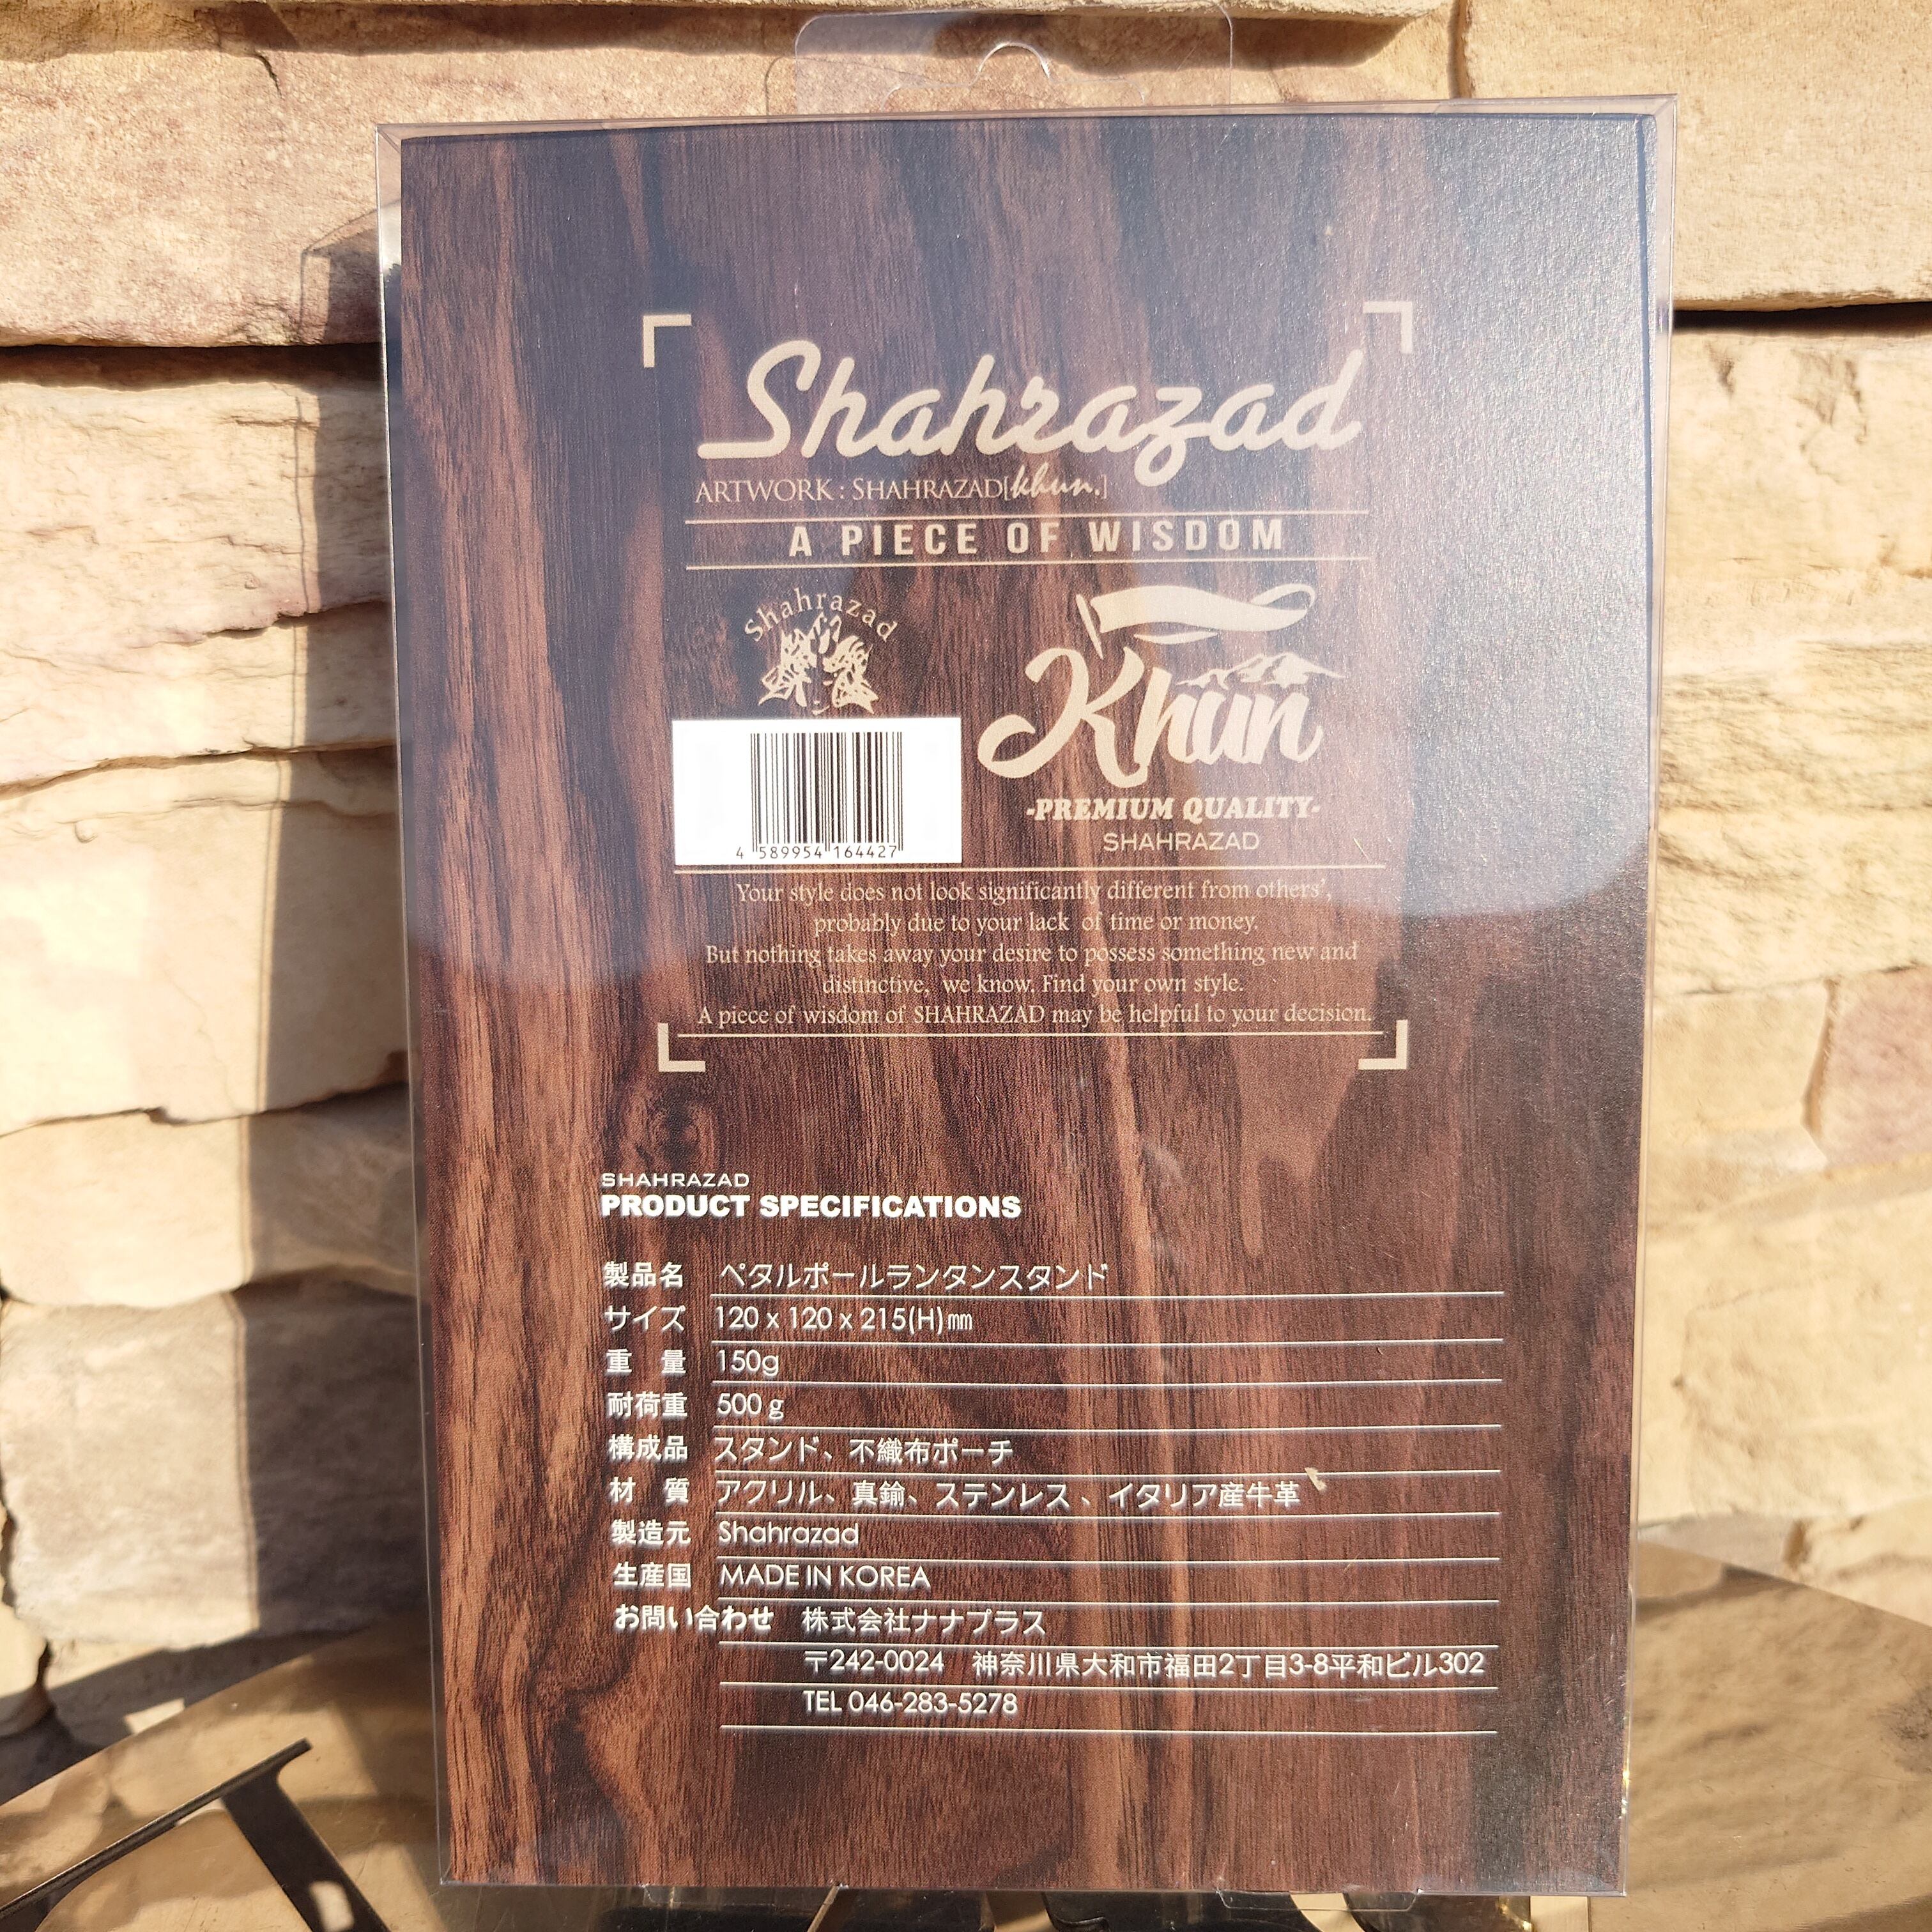 Shahrazad
ARTWORK : SHAHRAZAD[khun.]
A PIECE OF WISDOM
Shahrazad
Khun
-PREMIUM QUALITY-
SHAHRAZAD
4 589954 164427
Your style does not look significantly different from others',
probably due to your lack of time or money.
But nothing takes away your desire to possess something new and
distinctive, we know. Find your own style.
A piece of wisdom of SHAHRAZAD may be helpful to your decision.
SHAHRAZAD
PRODUCT SPECIFICATIONS
製品名 ペタルポールランタンスタンド
サイズ 120 x 120 x 215(H)㎜
重 量 150g
耐荷重 500 g
構成品 スタンド、不織布ポーチ
材 質 アクリル、真鍮、ステンレス 、イタリア産牛革
製造元 Shahrazad
生産国 MADE IN KOREA
お問い合わせ 株式会社ナナプラス
〒242-0024 神奈川県大和市福田2丁目3-8平和ビル302
TEL 046-283-5278